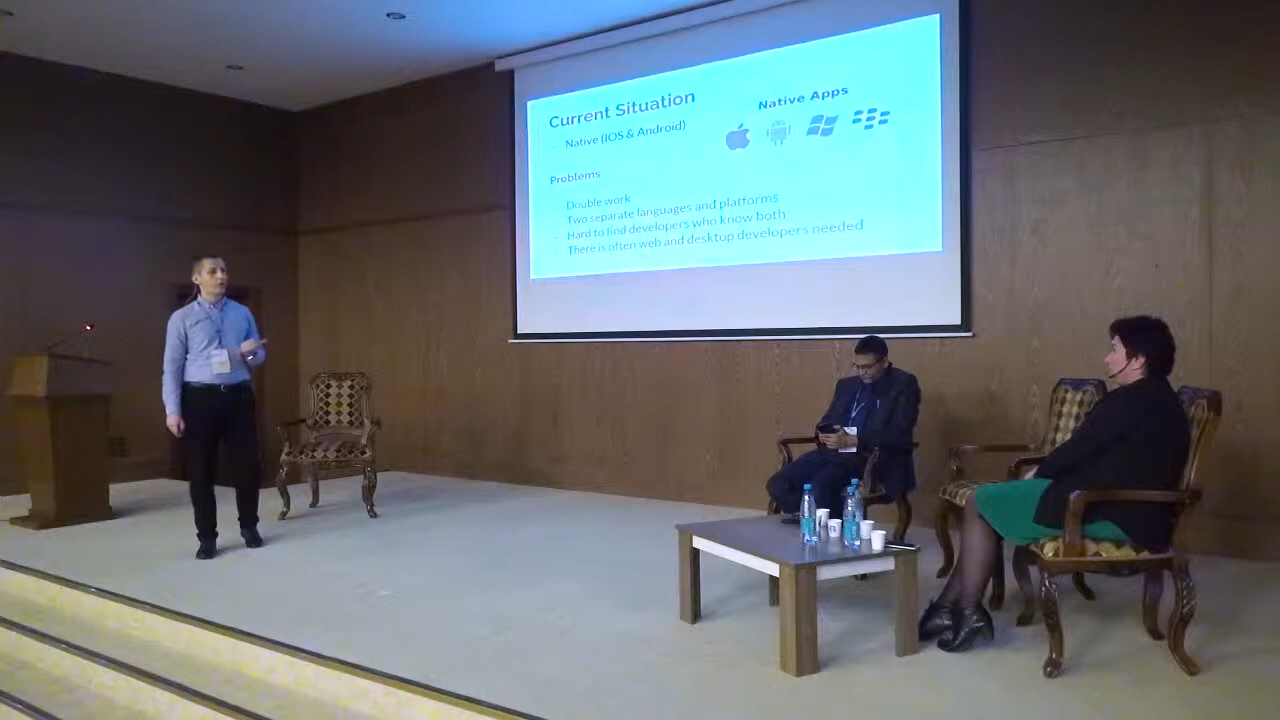 Current Situation
Native Apps
- Native (IOS & Android)
Problems
- Double work
- Two separate languages and platforms
- Hard to find developers who know both
- There is often web and desktop developers needed